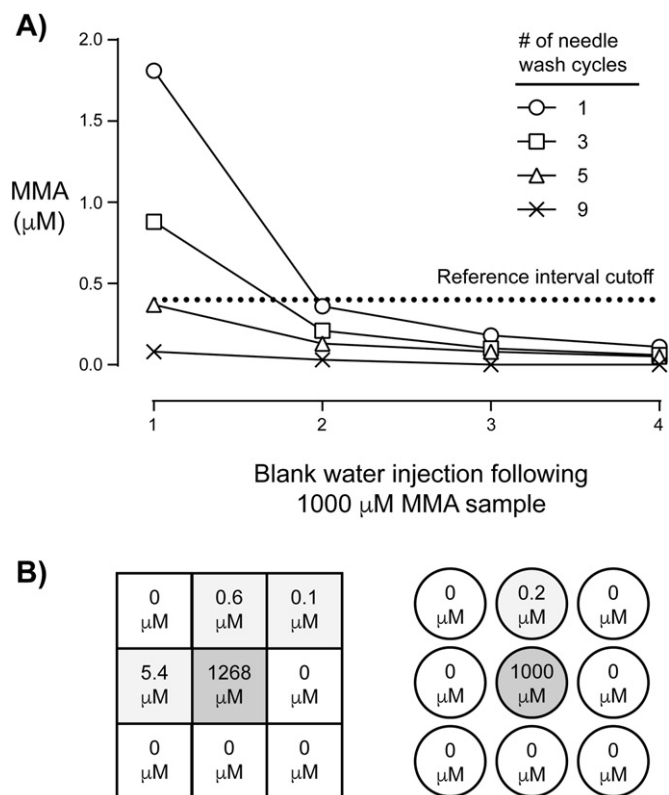 A)
# of needle
wash cycles
1
3
5
9
MMA
(μM)
2.0
1.5
1.0
0.5
0.0
Reference interval cutoff
1 2 3 4
Blank water injection following
1000 μM MMA sample
B)
0 0.6 0.1
μM μM μM
5.4 1268 0
μM μM μM
0 0 0
μM μM μM
0 0.2 0
μM μM μM
0 1000 0
μM μM μM
0 0 0
μM μM μM